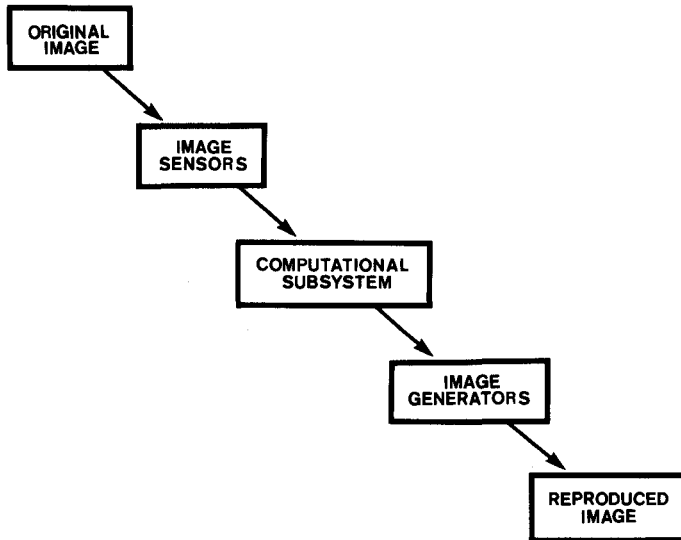 ORIGINAL
IMAGE
IMAGE
SENSORS
COMPUTATIONAL
SUBSYSTEM
IMAGE
GENERATORS
REPRODUCED
IMAGE